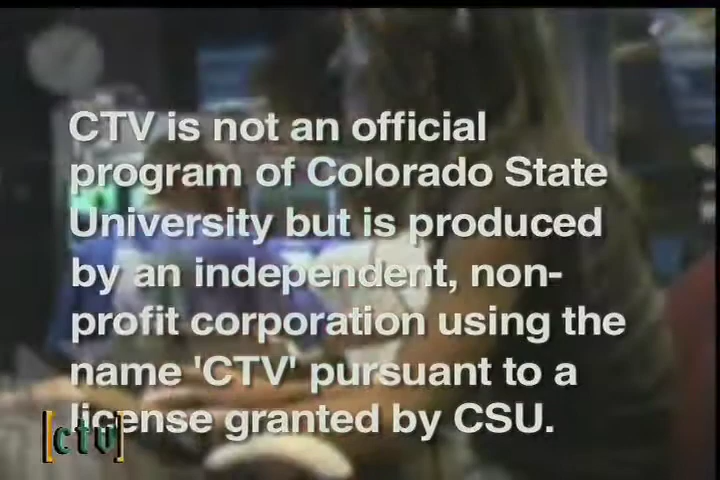 CTV is not an official
program of Colorado State
University but is produced
by an independent, non-
profit corporation using the
name 'CTV' pursuant to a
license granted by CSU.
[ctv]